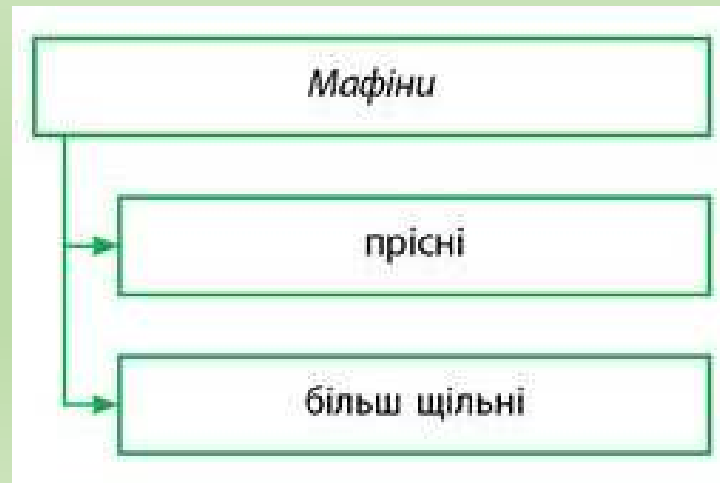 Мафіни
прісні
більш щільні